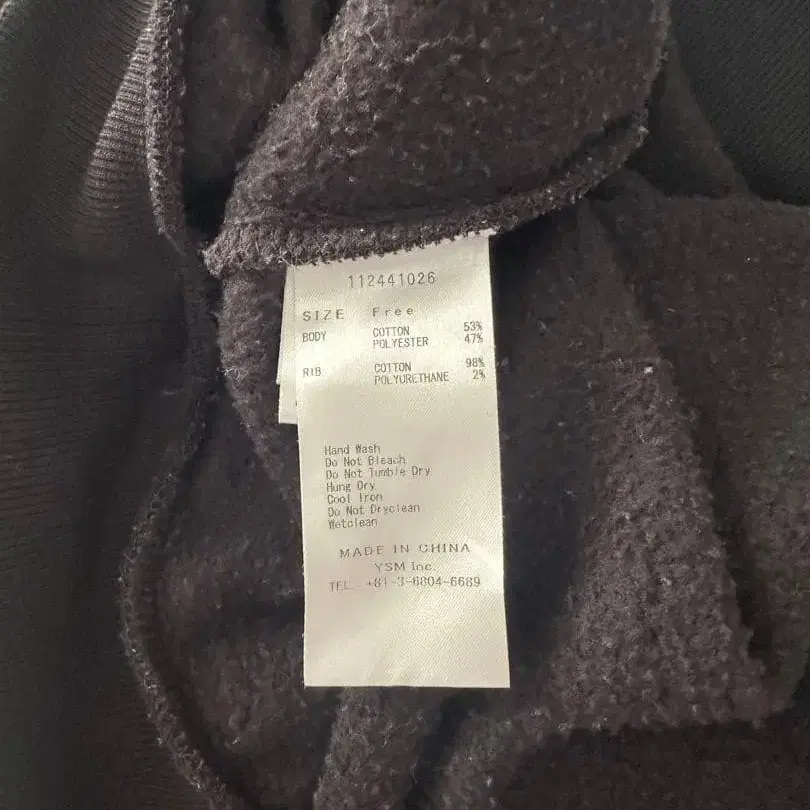 112441026
SIZE Free
BODY COTTON 53%
POLYESTER 47%
RIB COTTON 98%
POLYURETHANE 2%
Hand Wash
Do Not Bleach
Do Not Tumble Dry
Hung Dry
Cool Iron
Do Not Dryclean
Wetclean
MADE IN CHINA
YSM Inc.
TEL. +81-3-6804-6689